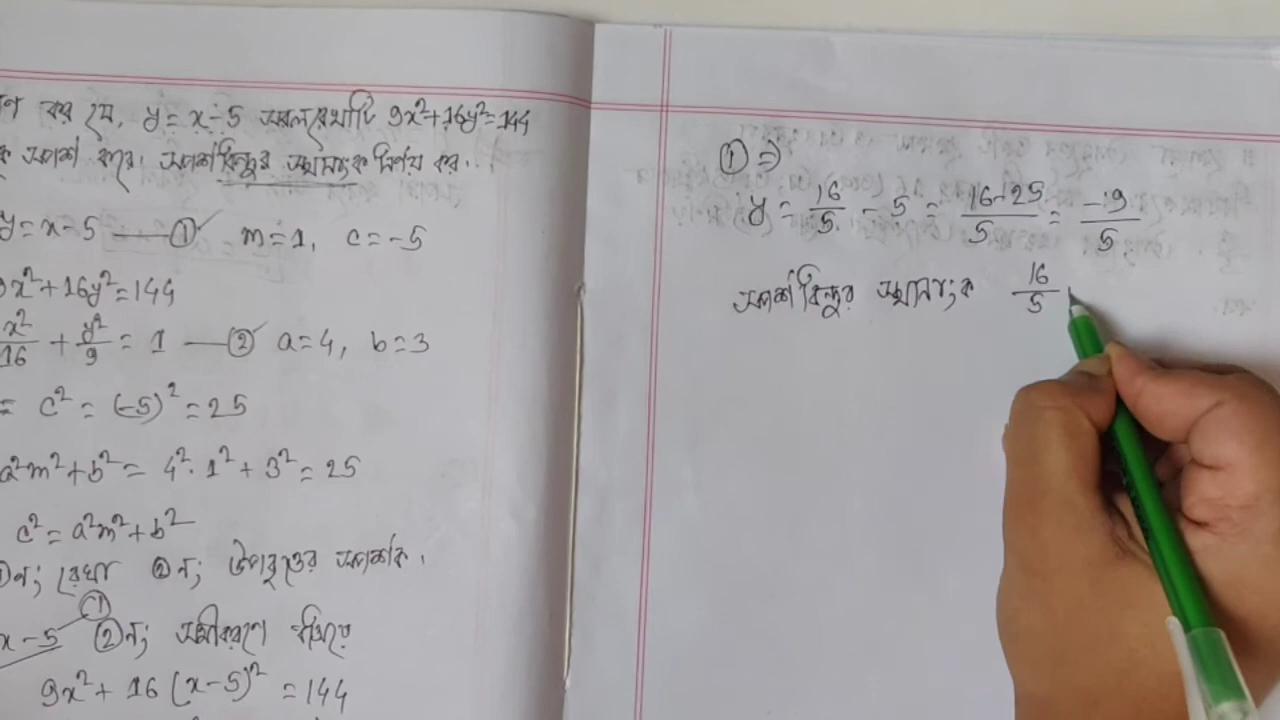 কর যে, y = x - 5 সরলরেখাটি 9x²+16y²=144
স্পর্শ করে। স্পর্শবিন্দুর স্থানাংক নির্ণয় কর.
y = x - 5 —— ① m = 1, c = -5
9x²+16y²=144
x²/16 + y²/9 = 1 —— ② a = 4, b = 3
= c² = (-5)² = 25
a²m²+b² = 4². 1² + 3² = 25
c² = a²m²+b²
①নং রেখা ②নং উপবৃত্তের স্পর্শক।
①
x - 5 ②নং সমীকরণে বসিয়ে
9x² + 16 (x-5)² = 144
① ⇒
y = 16/5 - 5 = 16-25/5 = -9/5
স্পর্শবিন্দুর স্থানাংক 16/5